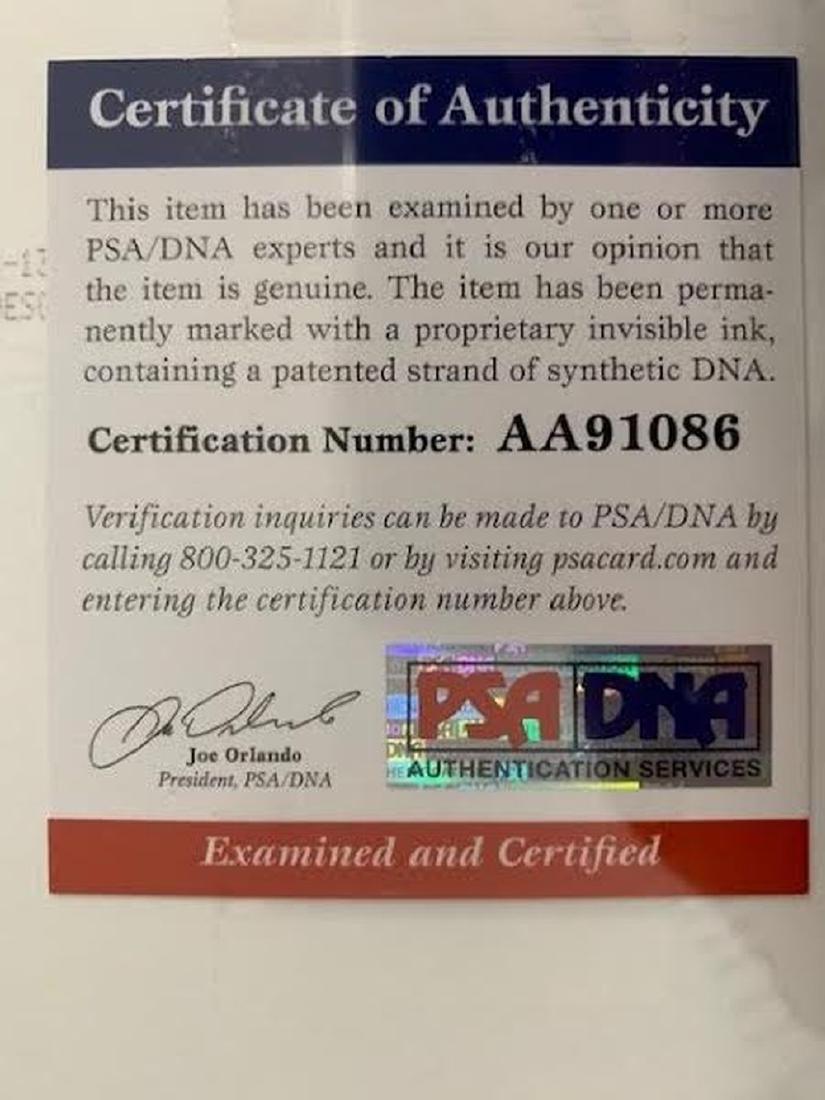 Certificate of Authenticity
This item has been examined by one or more
PSA/DNA experts and it is our opinion that
the item is genuine. The item has been perma-
nently marked with a proprietary invisible ink,
containing a patented strand of synthetic DNA.
Certification Number: AA91086
Verification inquiries can be made to PSA/DNA by
calling 800-325-1121 or by visiting psacard.com and
entering the certification number above.
PSA DNA
AUTHENTICATION SERVICES
Joe Orlando
President, PSA/DNA
Examined and Certified